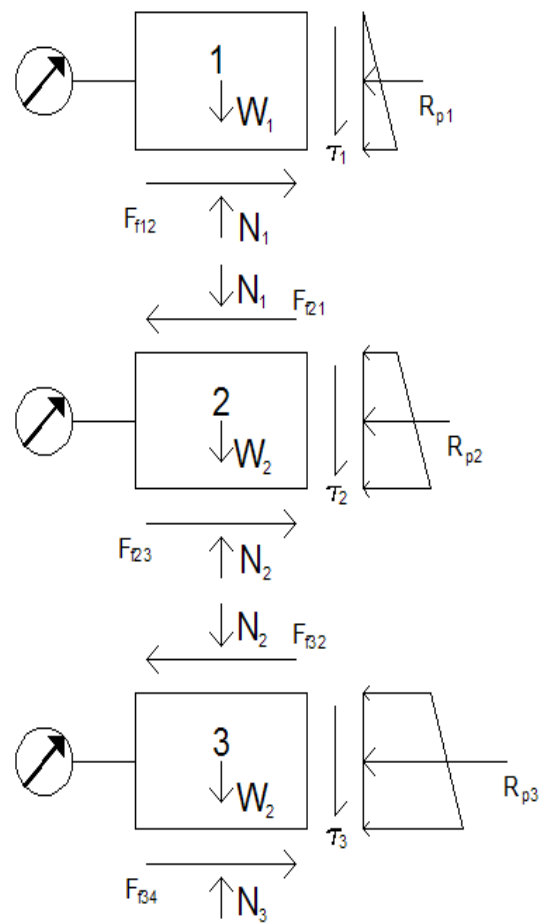 1
W₁
τ₁
Rp1
Ff12
N₁
N₁
Ff21
2
W₂
τ₂
Rp2
Ff23
N₂
N₂
Ff32
3
W₂
τ₃
Rp3
Ff34
N₃